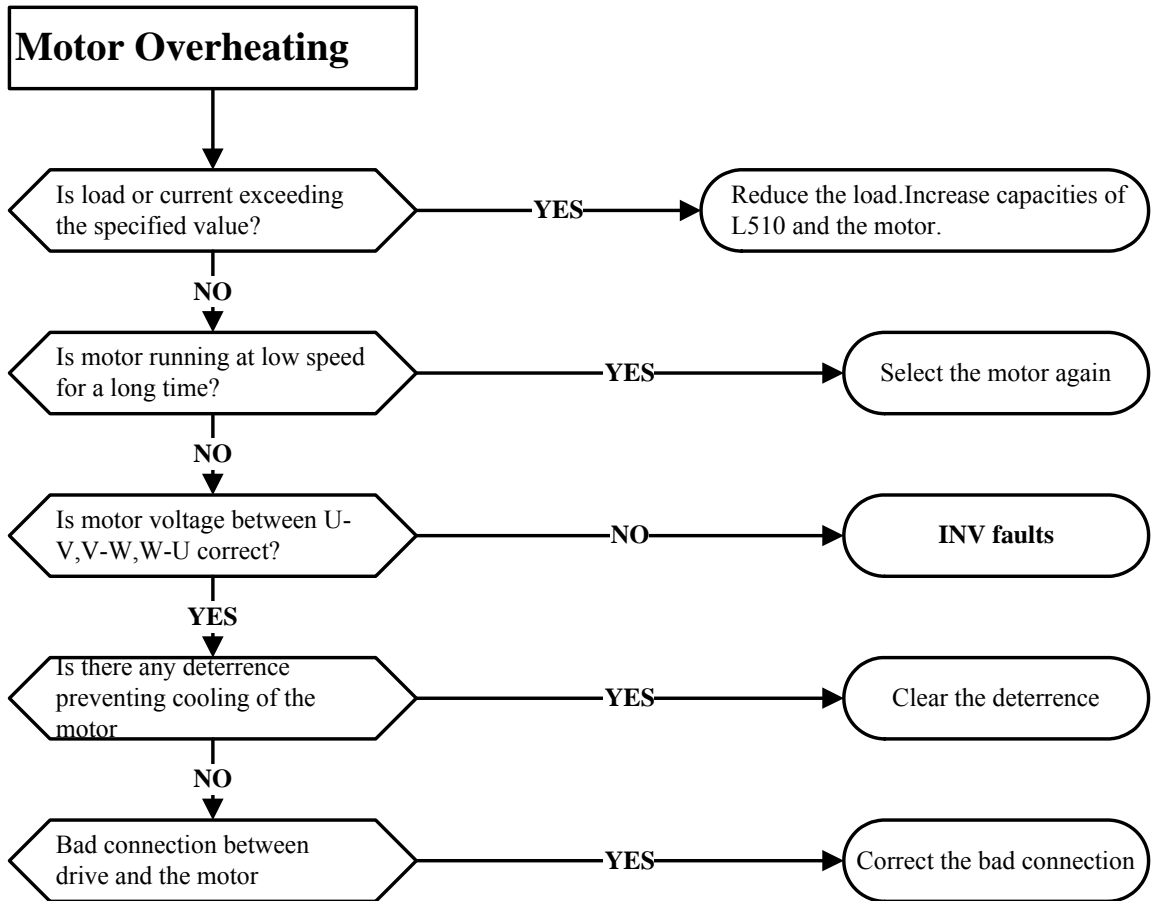 Motor Overheating
Is load or current exceeding
the specified value?
YES
Reduce the load.Increase capacities of
L510 and the motor.
NO
Is motor running at low speed
for a long time?
YES
Select the motor again
NO
Is motor voltage between U-
V,V-W,W-U correct?
NO
INV faults
YES
Is there any deterrence
preventing cooling of the
motor
YES
Clear the deterrence
NO
Bad connection between
drive and the motor
YES
Correct the bad connection